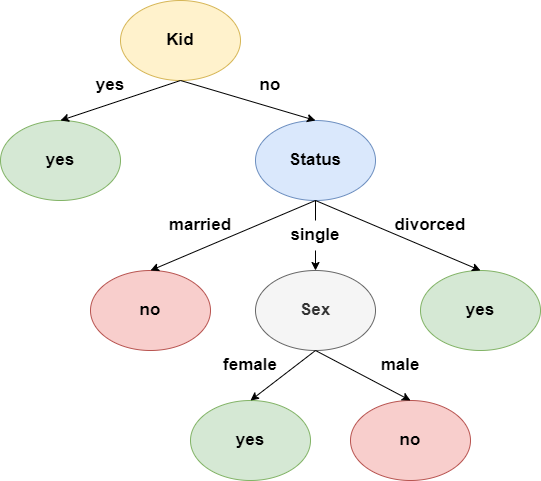 Kid
yes
no
yes
Status
married
single
divorced
no
Sex
yes
female
male
yes
no